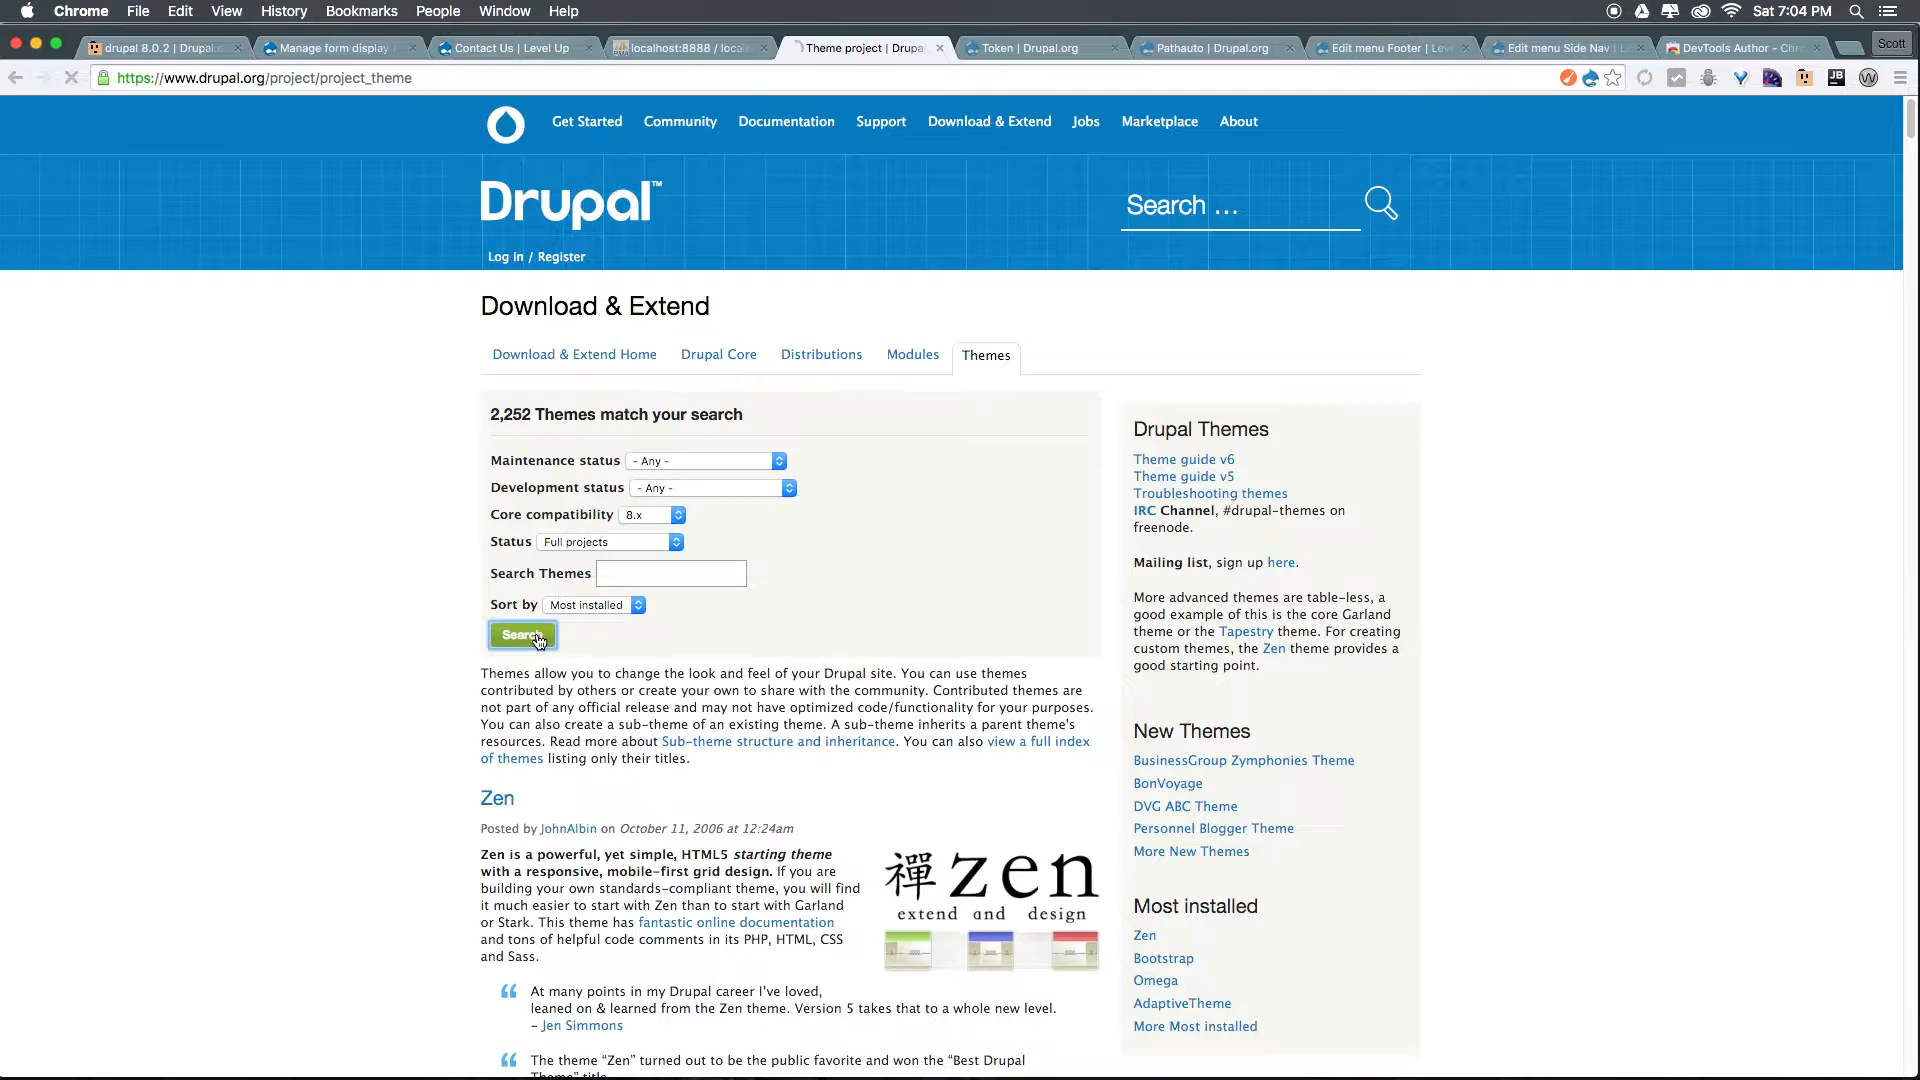 Chrome File Edit View History Bookmarks People Window Help Sat 7:04 PM
drupal 8.0.2 | Drupal.o Manage form display Contact Us | Level Up localhost:8888 / local Theme project | Drupa Token | Drupal.org Pathauto | Drupal.org Edit menu Footer | Lev Edit menu Side Nav | L DevTools Author - Chr Scott
https://www.drupal.org/project/project_theme
Get Started Community Documentation Support Download & Extend Jobs Marketplace About
Drupal™
Search ...
Log in / Register
Download & Extend
Download & Extend Home Drupal Core Distributions Modules Themes
2,252 Themes match your search
Maintenance status - Any -
Development status - Any -
Core compatibility 8.x
Status Full projects
Search Themes
Sort by Most installed
Search
Themes allow you to change the look and feel of your Drupal site. You can use themes
contributed by others or create your own to share with the community. Contributed themes are
not part of any official release and may not have optimized code/functionality for your purposes.
You can also create a sub-theme of an existing theme. A sub-theme inherits a parent theme's
resources. Read more about Sub-theme structure and inheritance. You can also view a full index
of themes listing only their titles.
Zen
Posted by JohnAlbin on October 11, 2006 at 12:24am
Zen is a powerful, yet simple, HTML5 starting theme
with a responsive, mobile-first grid design. If you are
building your own standards-compliant theme, you will find
it much easier to start with Zen than to start with Garland
or Stark. This theme has fantastic online documentation
and tons of helpful code comments in its PHP, HTML, CSS
and Sass.
禪 zen
extend and design
At many points in my Drupal career I've loved,
leaned on & learned from the Zen theme. Version 5 takes that to a whole new level.
– Jen Simmons
The theme “Zen” turned out to be the public favorite and won the “Best Drupal
Theme” title
Drupal Themes
Theme guide v6
Theme guide v5
Troubleshooting themes
IRC Channel, #drupal-themes on
freenode.
Mailing list, sign up here.
More advanced themes are table-less, a
good example of this is the core Garland
theme or the Tapestry theme. For creating
custom themes, the Zen theme provides a
good starting point.
New Themes
BusinessGroup Zymphonies Theme
BonVoyage
DVG ABC Theme
Personnel Blogger Theme
More New Themes
Most installed
Zen
Bootstrap
Omega
AdaptiveTheme
More Most installed